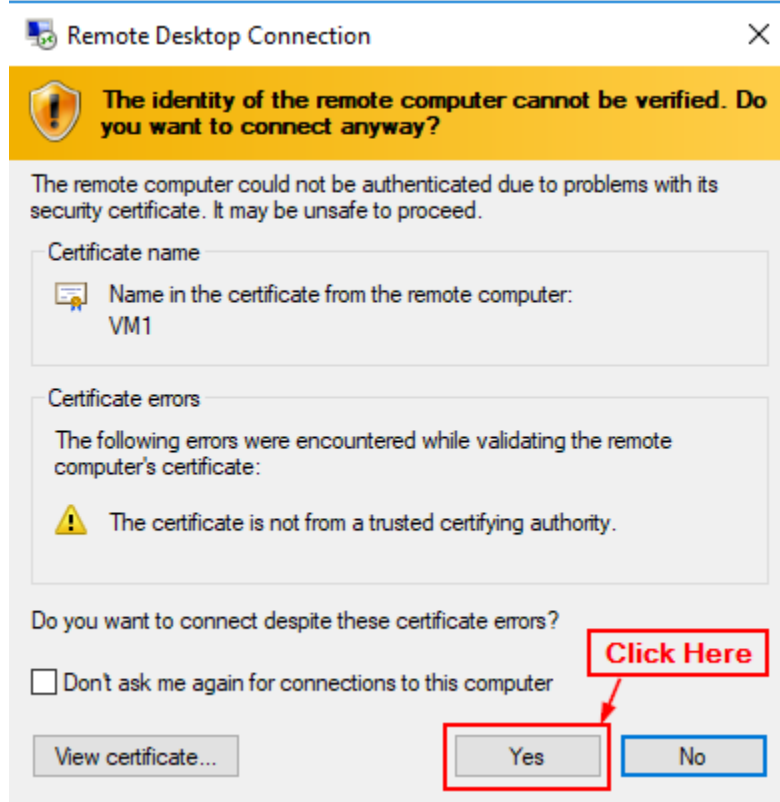 Remote Desktop Connection
The identity of the remote computer cannot be verified. Do
you want to connect anyway?
The remote computer could not be authenticated due to problems with its
security certificate. It may be unsafe to proceed.
Certificate name
Name in the certificate from the remote computer:
VM1
Certificate errors
The following errors were encountered while validating the remote
computer's certificate:
The certificate is not from a trusted certifying authority.
Do you want to connect despite these certificate errors?
Click Here
Don't ask me again for connections to this computer
View certificate... Yes No